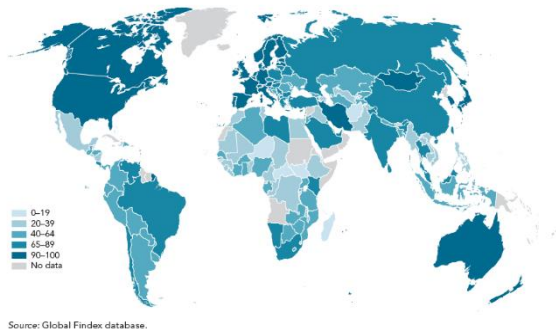 0–19
20–39
40–64
65–89
90–100
No data
Source: Global Findex database.